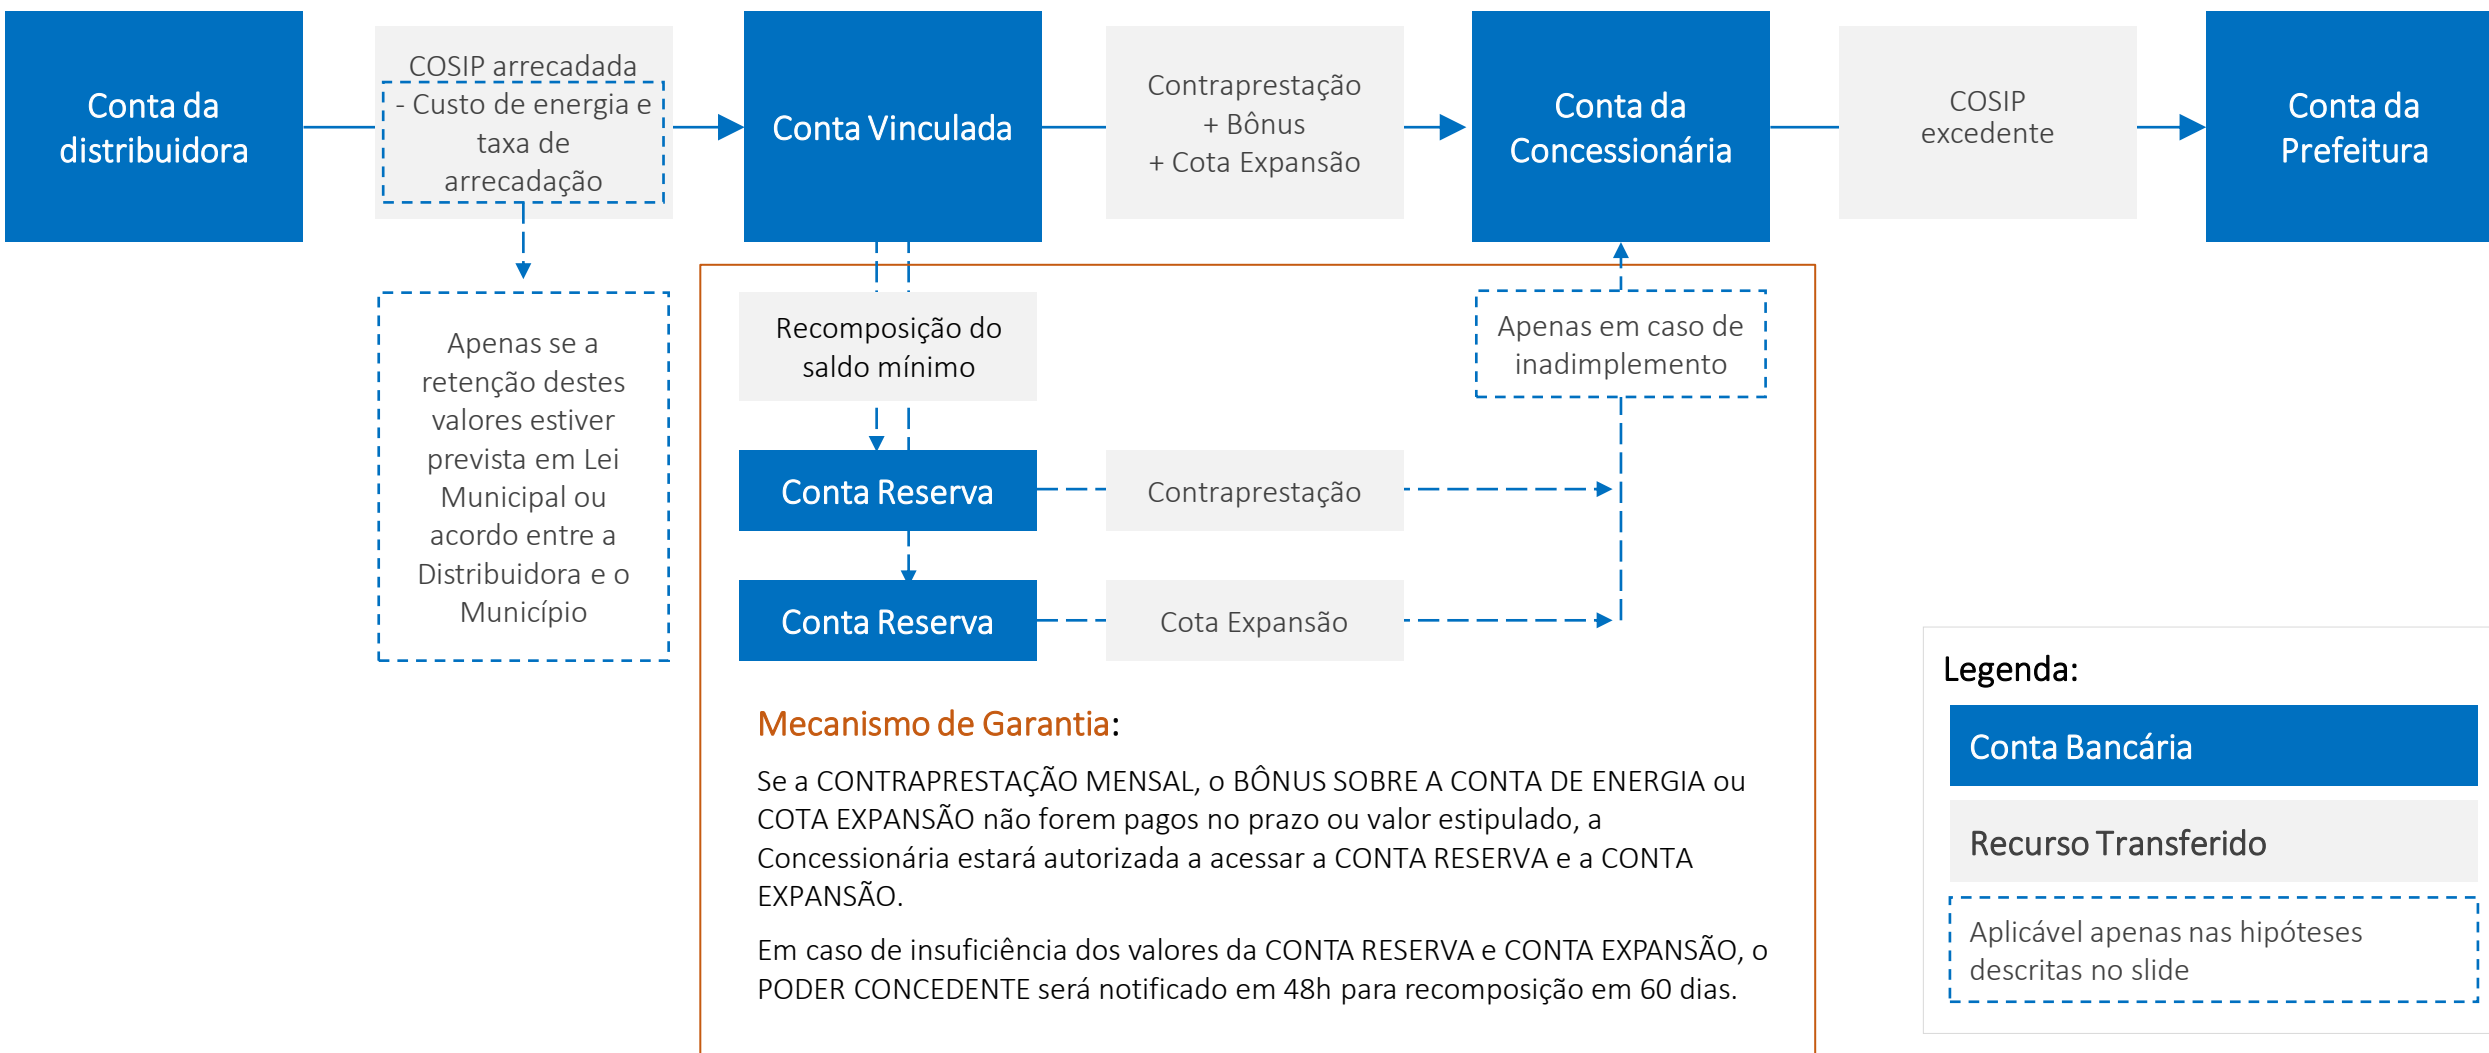 Conta da
distribuidora
COSIP arrecadada
- Custo de energia e
taxa de
arrecadação
Conta Vinculada
Contraprestação
+ Bônus
+ Cota Expansão
Conta da
Concessionária
COSIP
excedente
Conta da
Prefeitura
Apenas se a
retenção destes
valores estiver
prevista em Lei
Municipal ou
acordo entre a
Distribuidora e o
Município
Recomposição do
saldo mínimo
Apenas em caso de
inadimplemento
Conta Reserva
Contraprestação
Conta Reserva
Cota Expansão
Mecanismo de Garantia:
Se a CONTRAPRESTAÇÃO MENSAL, o BÔNUS SOBRE A CONTA DE ENERGIA ou
COTA EXPANSÃO não forem pagos no prazo ou valor estipulado, a
Concessionária estará autorizada a acessar a CONTA RESERVA e a CONTA
EXPANSÃO.
Em caso de insuficiência dos valores da CONTA RESERVA e CONTA EXPANSÃO, o
PODER CONCEDENTE será notificado em 48h para recomposição em 60 dias.
Legenda:
Conta Bancária
Recurso Transferido
Aplicável apenas nas hipóteses
descritas no slide